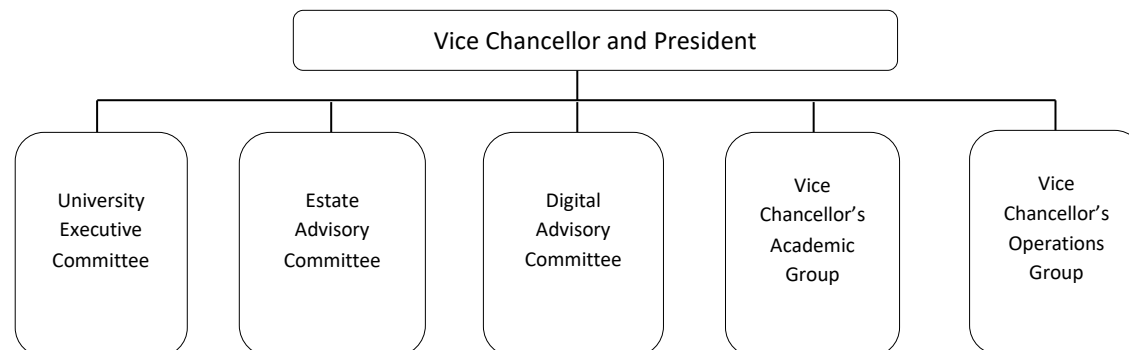 Vice Chancellor and President
University
Executive
Committee
Estate
Advisory
Committee
Digital
Advisory
Committee
Vice
Chancellor’s
Academic
Group
Vice
Chancellor’s
Operations
Group